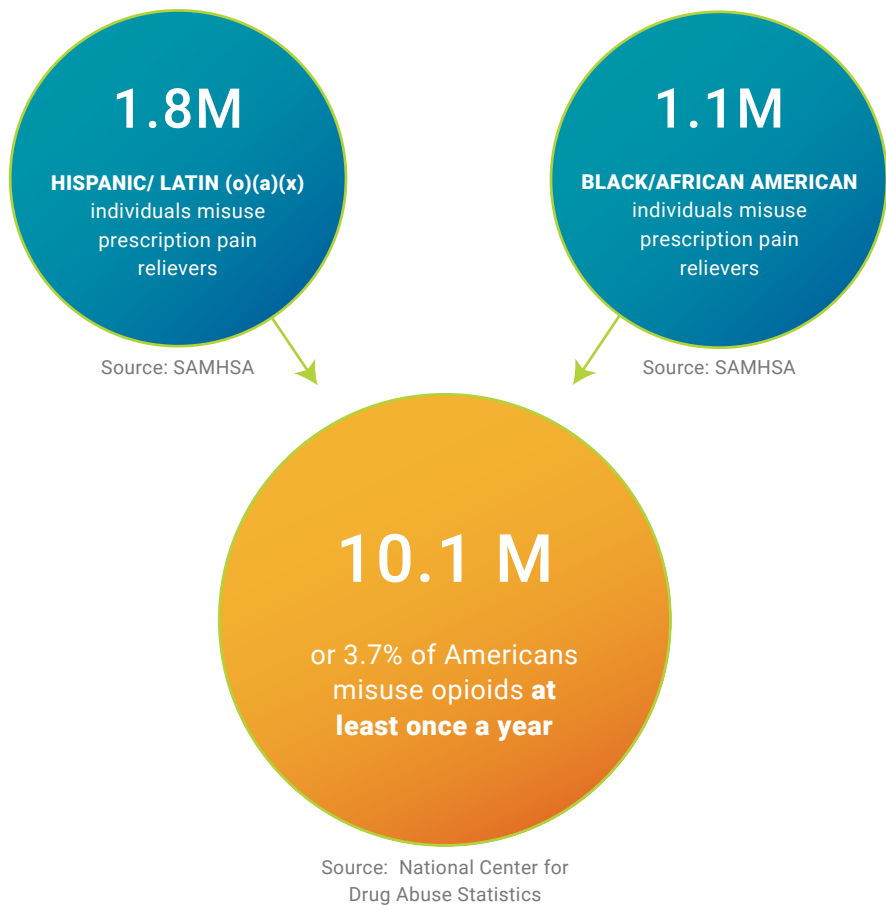 1.8M
HISPANIC/ LATIN (o)(a)(x)
individuals misuse
prescription pain
relievers
Source: SAMHSA
1.1M
BLACK/AFRICAN AMERICAN
individuals misuse
prescription pain
relievers
Source: SAMHSA
10.1 M
or 3.7% of Americans
misuse opioids at
least once a year
Source: National Center for
Drug Abuse Statistics